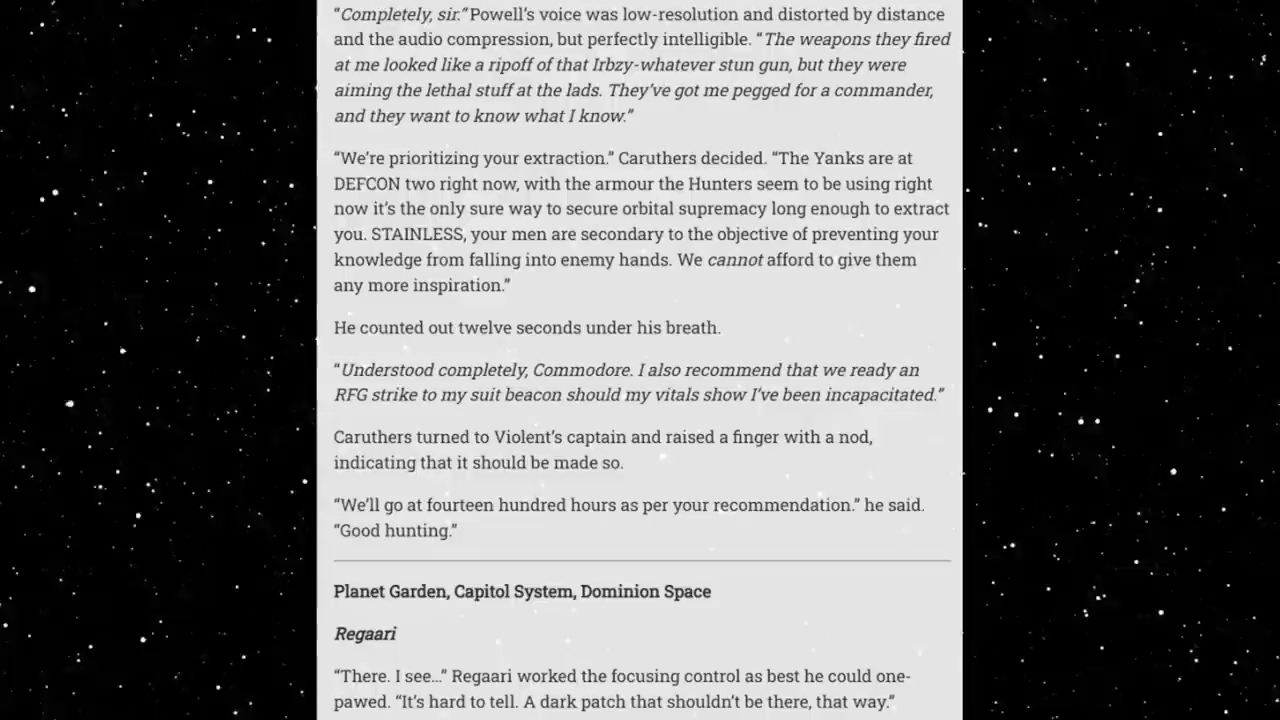 “Completely, sir.” Powell’s voice was low-resolution and distorted by distance
and the audio compression, but perfectly intelligible. “The weapons they fired
at me looked like a ripoff of that Irbzy-whatever stun gun, but they were
aiming the lethal stuff at the lads. They’ve got me pegged for a commander,
and they want to know what I know.”
“We’re prioritizing your extraction.” Caruthers decided. “The Yanks are at
DEFCON two right now, with the armour the Hunters seem to be using right
now it’s the only sure way to secure orbital supremacy long enough to extract
you. STAINLESS, your men are secondary to the objective of preventing your
knowledge from falling into enemy hands. We cannot afford to give them
any more inspiration.”
He counted out twelve seconds under his breath.
“Understood completely, Commodore. I also recommend that we ready an
RFG strike to my suit beacon should my vitals show I’ve been incapacitated.”
Caruthers turned to Violent’s captain and raised a finger with a nod,
indicating that it should be made so.
“We’ll go at fourteen hundred hours as per your recommendation.” he said.
“Good hunting.”
Planet Garden, Capitol System, Dominion Space
Regaari
“There. I see…” Regaari worked the focusing control as best he could one-
pawed. “It’s hard to tell. A dark patch that shouldn’t be there, that way.”